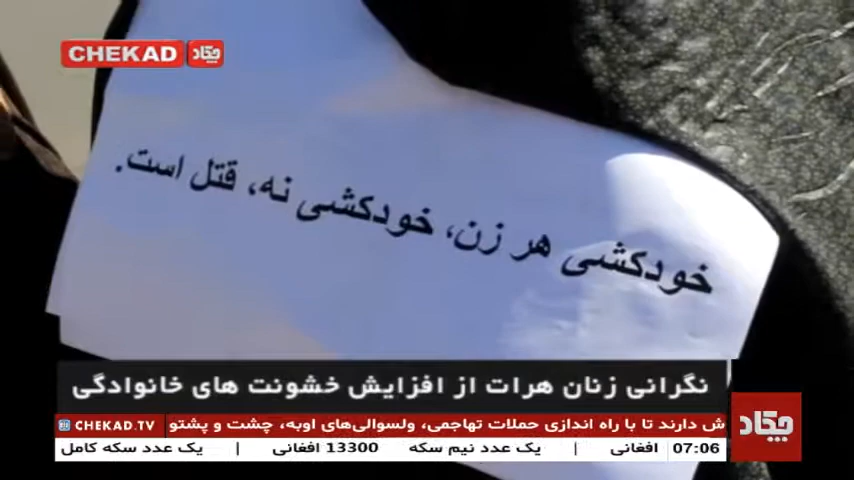 CHEKAD چکاد
خودکشی هر زن، خودکشی نه، قتل است.
نگرانی زنان هرات از افزایش خشونت های خانوادگی
CHEKAD.TV ش دارند تا با راه اندازی حملات تهاجمی، ولسوالی‌های اوبه، چشت و پشتو
چکاد
07:06 افغانی | یک عدد نیم سکه 13300 افغانی | یک عدد سکه کامل